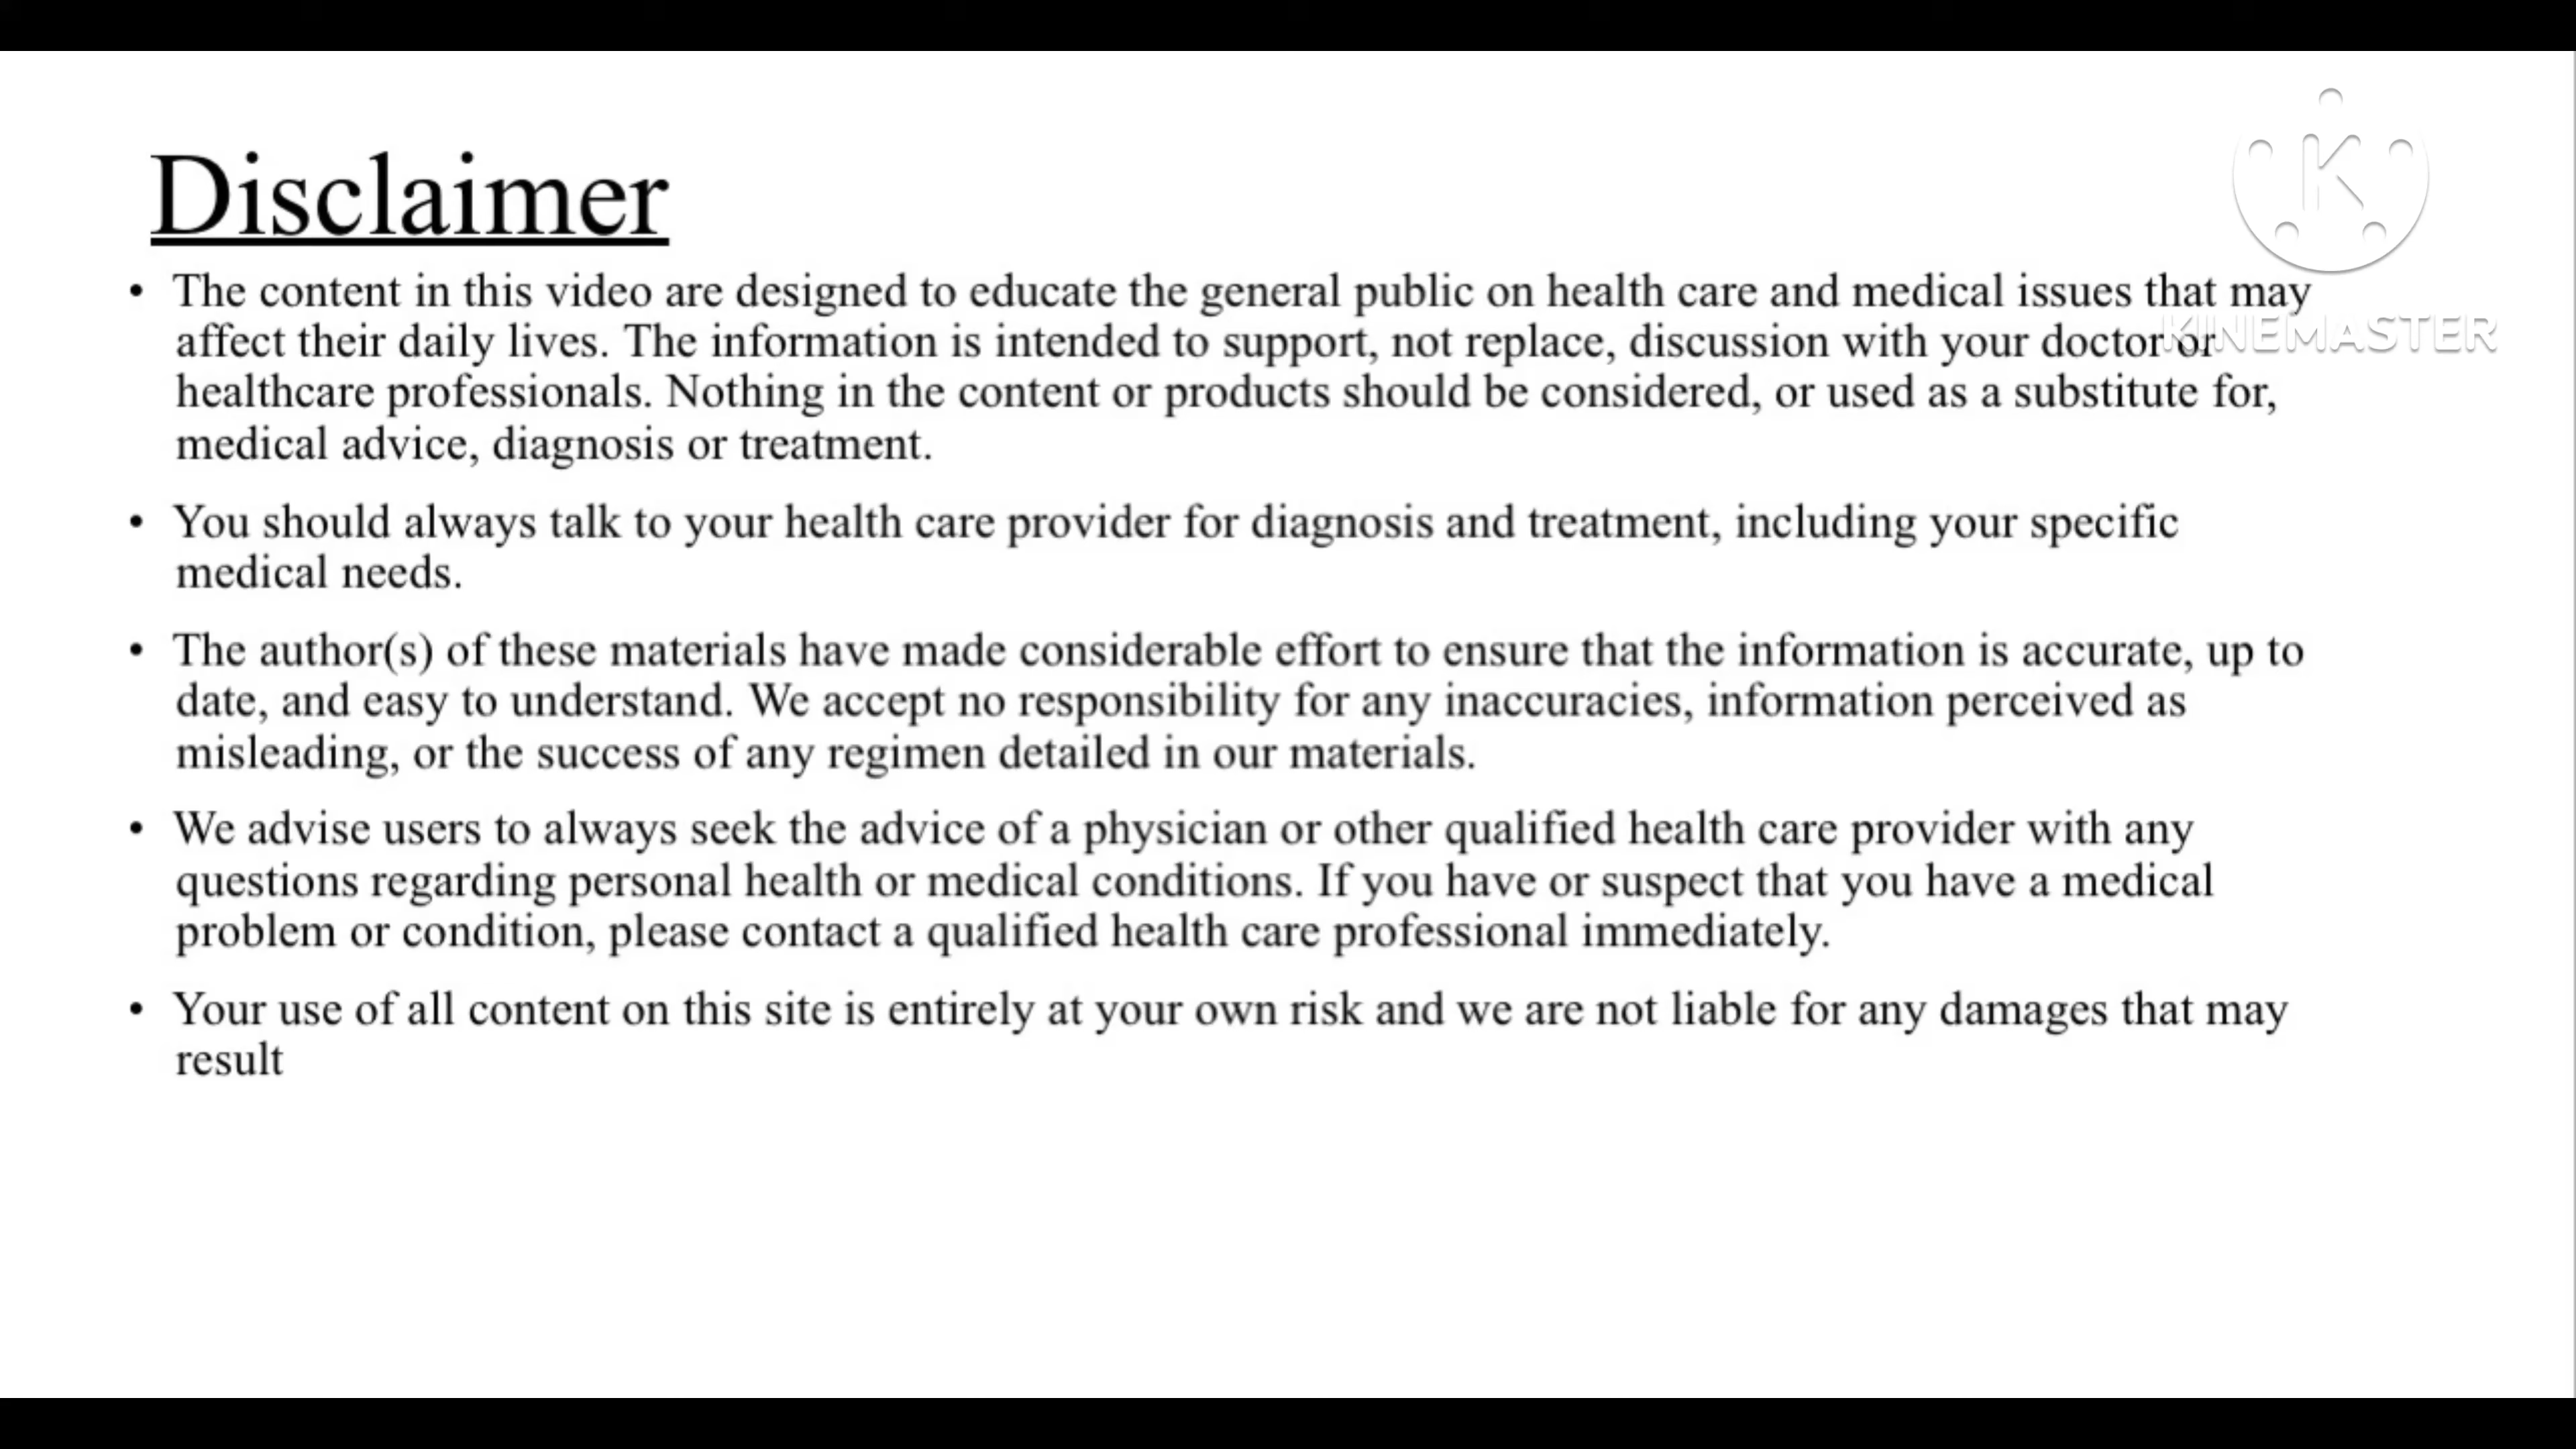 Disclaimer
• The content in this video are designed to educate the general public on health care and medical issues that may
affect their daily lives. The information is intended to support, not replace, discussion with your doctor or
healthcare professionals. Nothing in the content or products should be considered, or used as a substitute for,
medical advice, diagnosis or treatment.
• You should always talk to your health care provider for diagnosis and treatment, including your specific
medical needs.
• The author(s) of these materials have made considerable effort to ensure that the information is accurate, up to
date, and easy to understand. We accept no responsibility for any inaccuracies, information perceived as
misleading, or the success of any regimen detailed in our materials.
• We advise users to always seek the advice of a physician or other qualified health care provider with any
questions regarding personal health or medical conditions. If you have or suspect that you have a medical
problem or condition, please contact a qualified health care professional immediately.
• Your use of all content on this site is entirely at your own risk and we are not liable for any damages that may
result
K
KINEMASTER